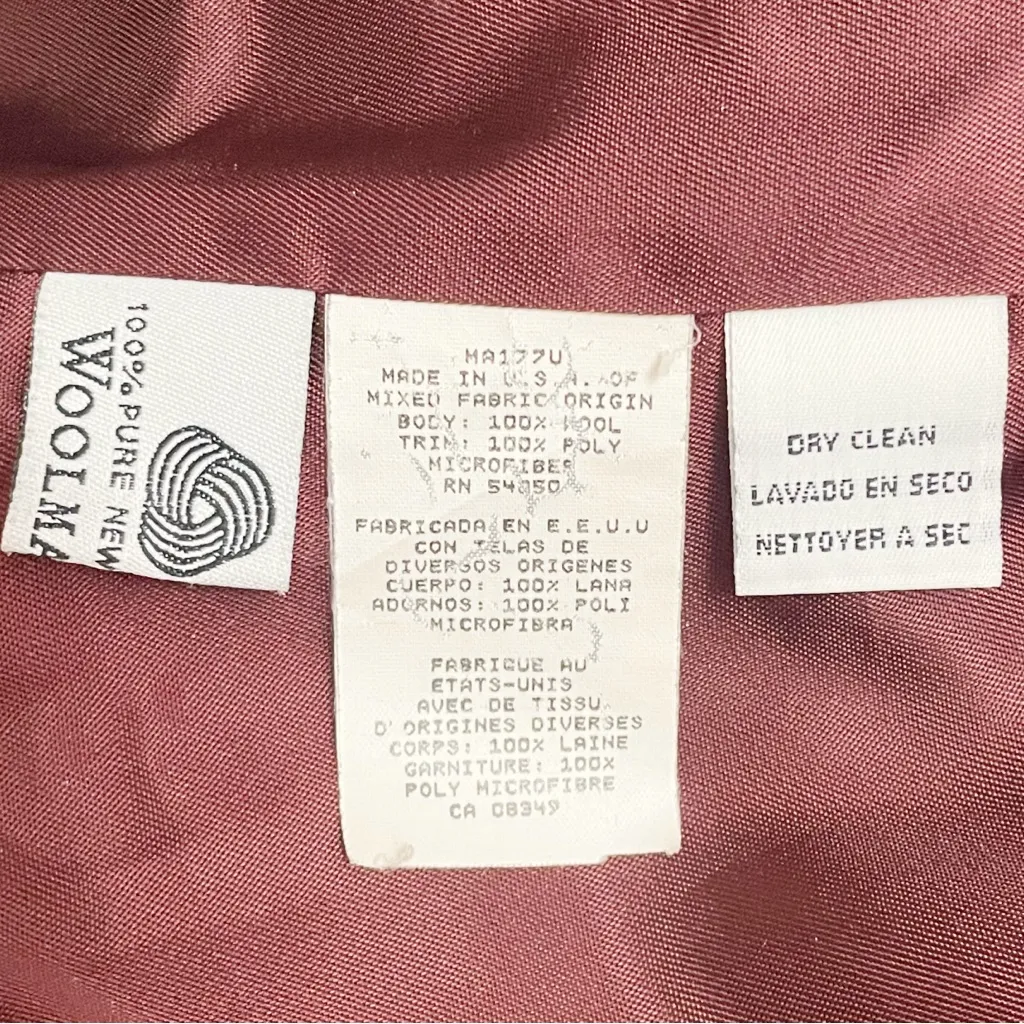 100% PURE NEW
WOOLMA
MA177U
MADE IN U.S.A. OF
MIXED FABRIC ORIGIN
BODY: 100% WOOL
TRIM: 100% POLY
MICROFIBER
RN 54050
FABRICADA EN E.E.U.U
CON TELAS DE
DIVERSOS ORIGENES
CUERPO: 100% LANA
ADORNOS: 100% POLI
MICROFIBRA
FABRIQUE AU
ETATS-UNIS
AVEC DE TISSU
D'ORIGINES DIVERSES
CORPS: 100% LAINE
GARNITURE: 100%
POLY MICROFIBRE
CA 08349
DRY CLEAN
LAVADO EN SECO
NETTOYER A SEC